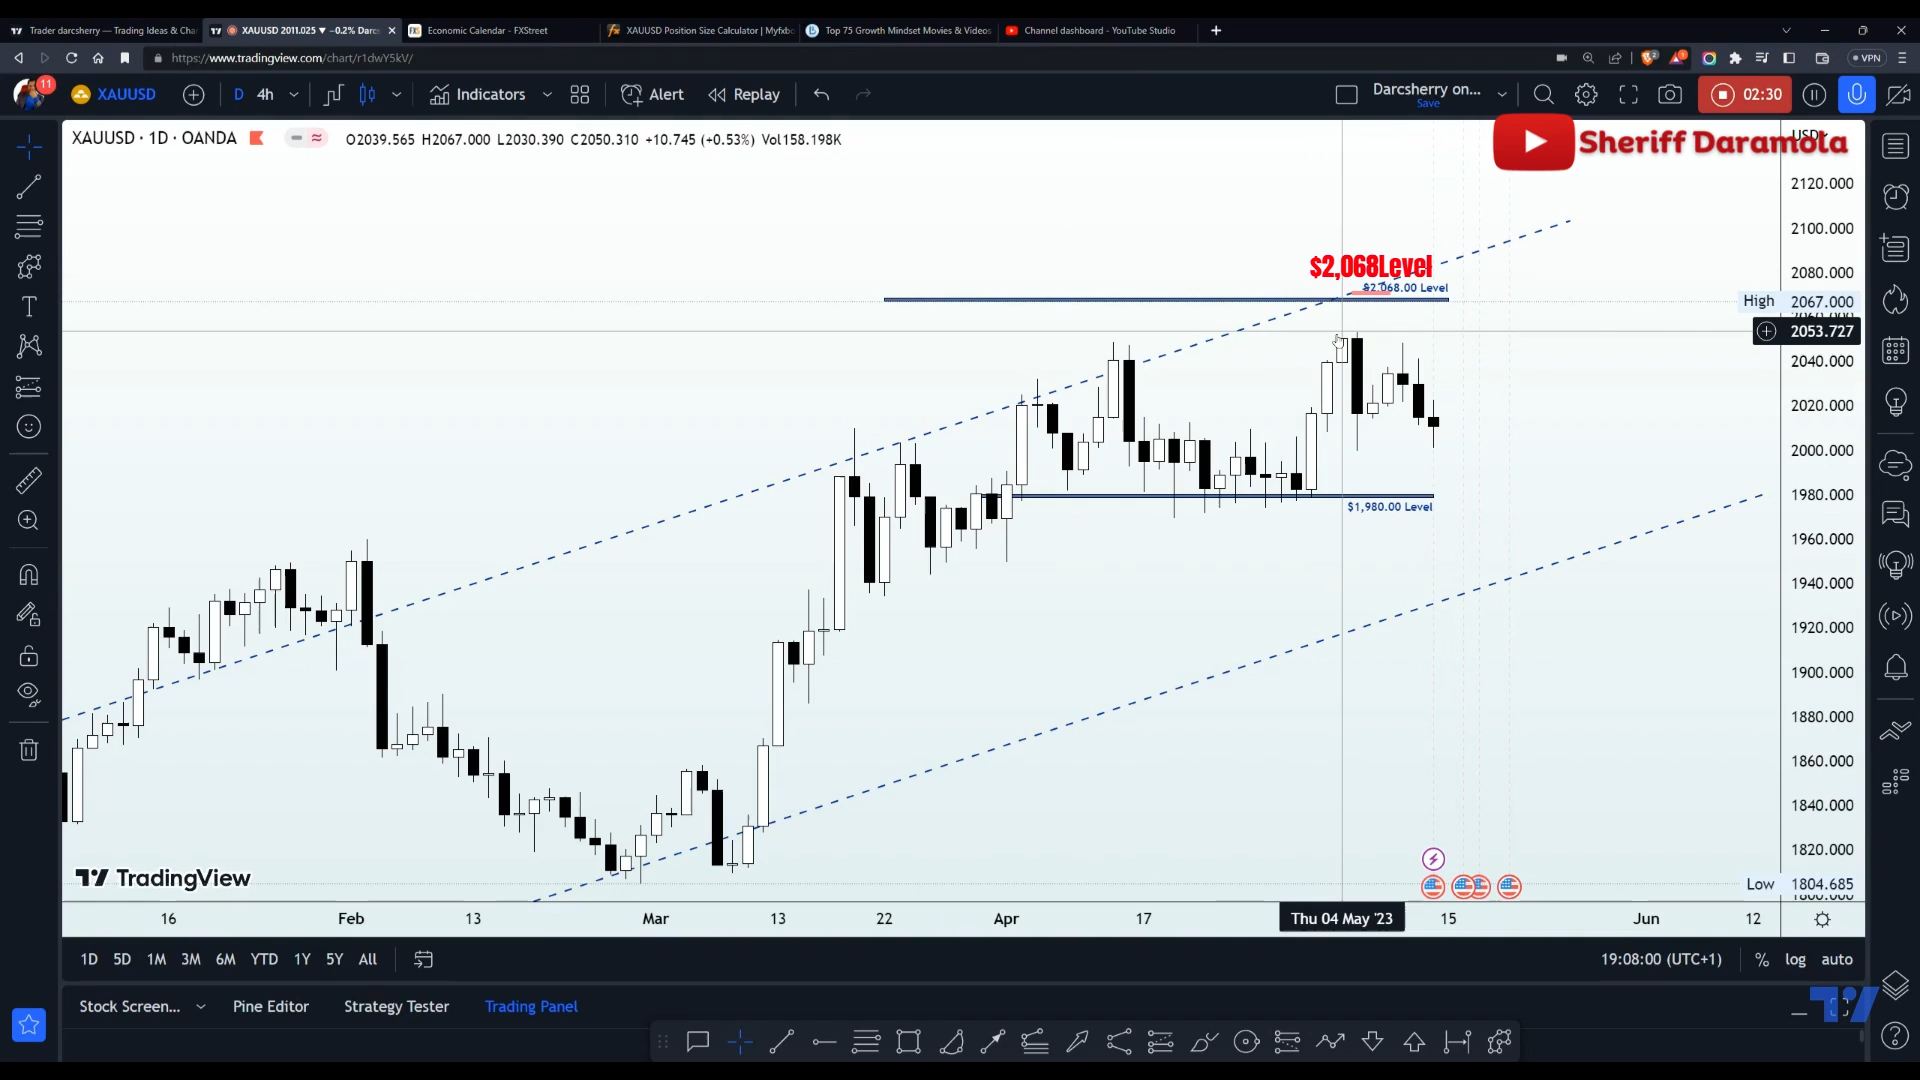 Trader darcsherry — Trading Ideas & Cha
XAUUSD 2011.025 ▼ −0.2% Darcs
Economic Calendar - FXStreet
XAUUSD Position Size Calculator | Myfxbo
Top 75 Growth Mindset Movies & Videos
Channel dashboard - YouTube Studio
https://www.tradingview.com/chart/r1dwY5kV/
VPN
11
XAUUSD
D
4h
Indicators
Alert
Replay
Darcsherry on...
Save
02:30
XAUUSD · 1D · OANDA
O2039.565 H2067.000 L2030.390 C2050.310 +10.745 (+0.53%) Vol158.198K
USD
Sheriff Daramola
2120.000
2100.000
$2,068Level
2080.000
$2.068.00 Level
High 2067.000
2053.727
2040.000
2020.000
2000.000
1980.000
$1,980.00 Level
1960.000
1940.000
1920.000
1900.000
1880.000
1860.000
1840.000
1820.000
TradingView
Low 1804.685
16
Feb
13
Mar
13
22
Apr
17
Thu 04 May '23
15
Jun
12
1D
5D
1M
3M
6M
YTD
1Y
5Y
All
19:08:00 (UTC+1)
%
log
auto
Stock Screen...
Pine Editor
Strategy Tester
Trading Panel